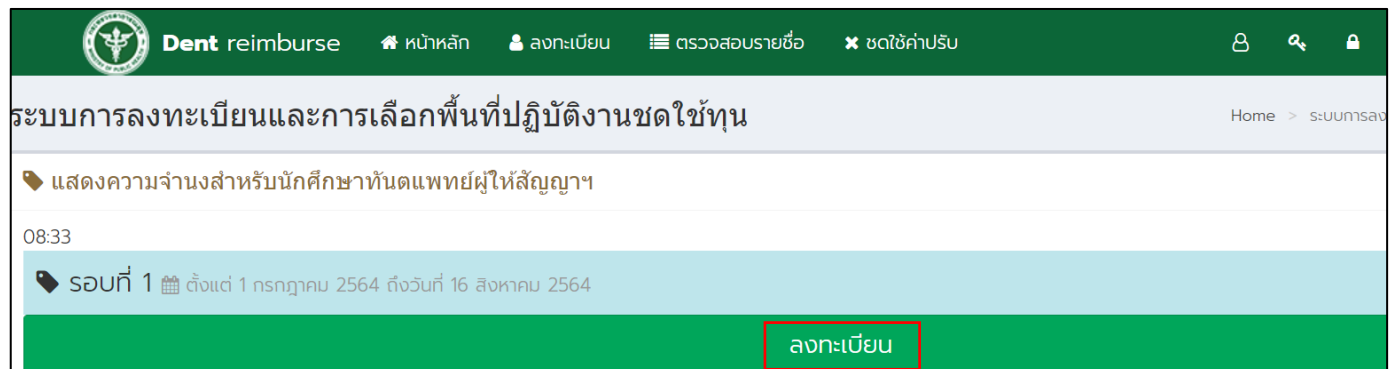 Dent reimburse หน้าหลัก ลงทะเบียน ตรวจสอบรายชื่อ ชดใช้ค่าปรับ
ระบบการลงทะเบียนและการเลือกพื้นที่ปฏิบัติงานชดใช้ทุน
Home > ระบบการลง
แสดงความจำนงสำหรับนักศึกษาทันตแพทย์ผู้ให้สัญญาฯ
08:33
รอบที่ 1 ตั้งแต่ 1 กรกฎาคม 2564 ถึงวันที่ 16 สิงหาคม 2564
ลงทะเบียน